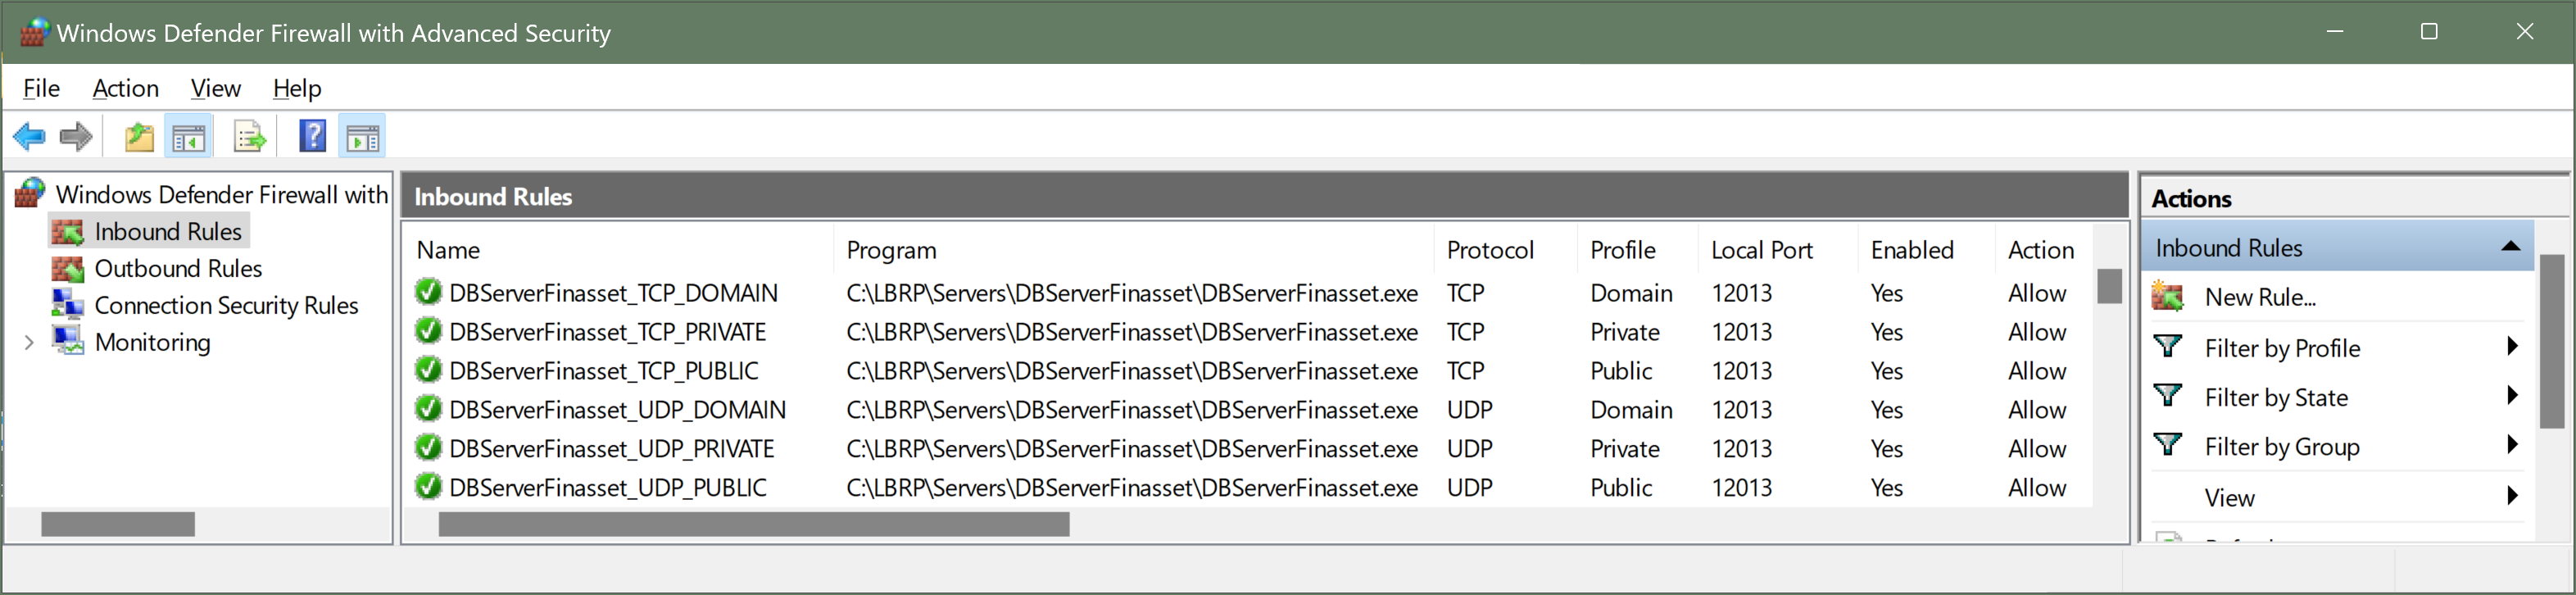 Windows Defender Firewall with Advanced Security
File Action View Help
Windows Defender Firewall with
Inbound Rules
Outbound Rules
Connection Security Rules
Monitoring
Inbound Rules
Name Program Protocol Profile Local Port Enabled Action
DBServerFinasset_TCP_DOMAIN C:\LBRP\Servers\DBServerFinasset\DBServerFinasset.exe TCP Domain 12013 Yes Allow
DBServerFinasset_TCP_PRIVATE C:\LBRP\Servers\DBServerFinasset\DBServerFinasset.exe TCP Private 12013 Yes Allow
DBServerFinasset_TCP_PUBLIC C:\LBRP\Servers\DBServerFinasset\DBServerFinasset.exe TCP Public 12013 Yes Allow
DBServerFinasset_UDP_DOMAIN C:\LBRP\Servers\DBServerFinasset\DBServerFinasset.exe UDP Domain 12013 Yes Allow
DBServerFinasset_UDP_PRIVATE C:\LBRP\Servers\DBServerFinasset\DBServerFinasset.exe UDP Private 12013 Yes Allow
DBServerFinasset_UDP_PUBLIC C:\LBRP\Servers\DBServerFinasset\DBServerFinasset.exe UDP Public 12013 Yes Allow
Actions
Inbound Rules
New Rule...
Filter by Profile
Filter by State
Filter by Group
View